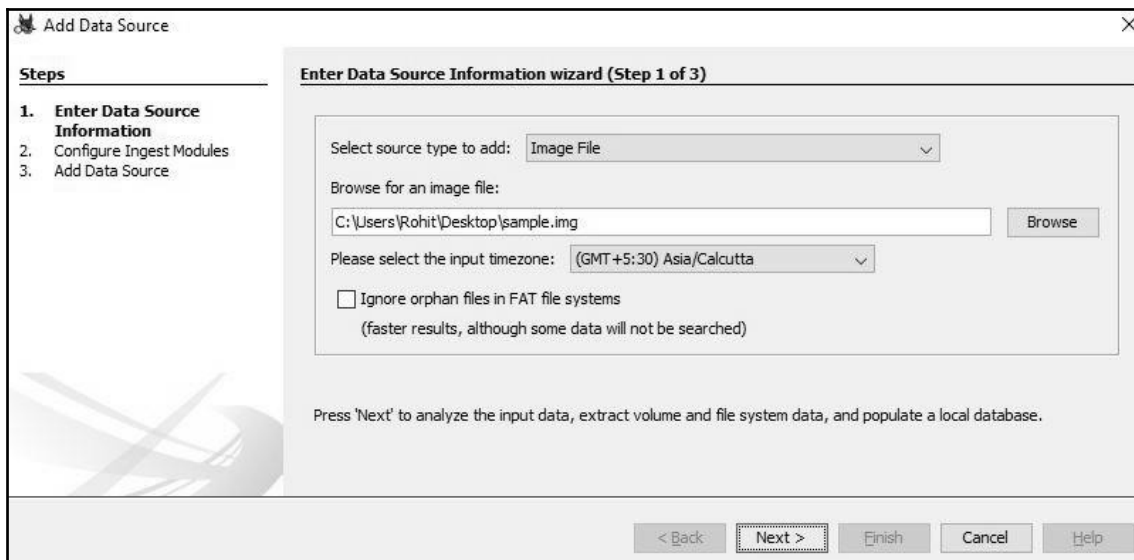 Add Data Source
Steps
1. Enter Data Source
Information
2. Configure Ingest Modules
3. Add Data Source
Enter Data Source Information wizard (Step 1 of 3)
Select source type to add: Image File
Browse for an image file:
C:\Users\Rohit\Desktop\sample.img Browse
Please select the input timezone: (GMT+5:30) Asia/Calcutta
Ignore orphan files in FAT file systems
(faster results, although some data will not be searched)
Press 'Next' to analyze the input data, extract volume and file system data, and populate a local database.
< Back Next > Finish Cancel Help